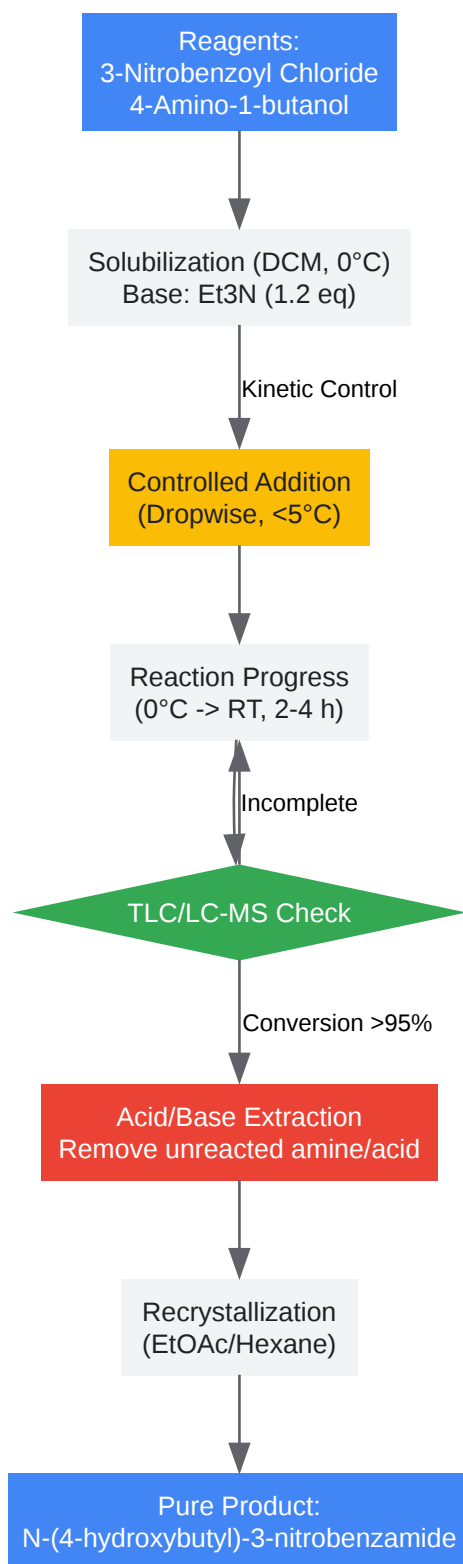 Reagents:
3-Nitrobenzoyl Chloride
4-Amino-1-butanol
Solubilization (DCM, 0°C)
Base: Et3N (1.2 eq)
Kinetic Control
Controlled Addition
(Dropwise, <5°C)
Reaction Progress
(0°C -> RT, 2-4 h)
Incomplete
TLC/LC-MS Check
Conversion >95%
Acid/Base Extraction
Remove unreacted amine/acid
Recrystallization
(EtOAc/Hexane)
Pure Product:
N-(4-hydroxybutyl)-3-nitrobenzamide